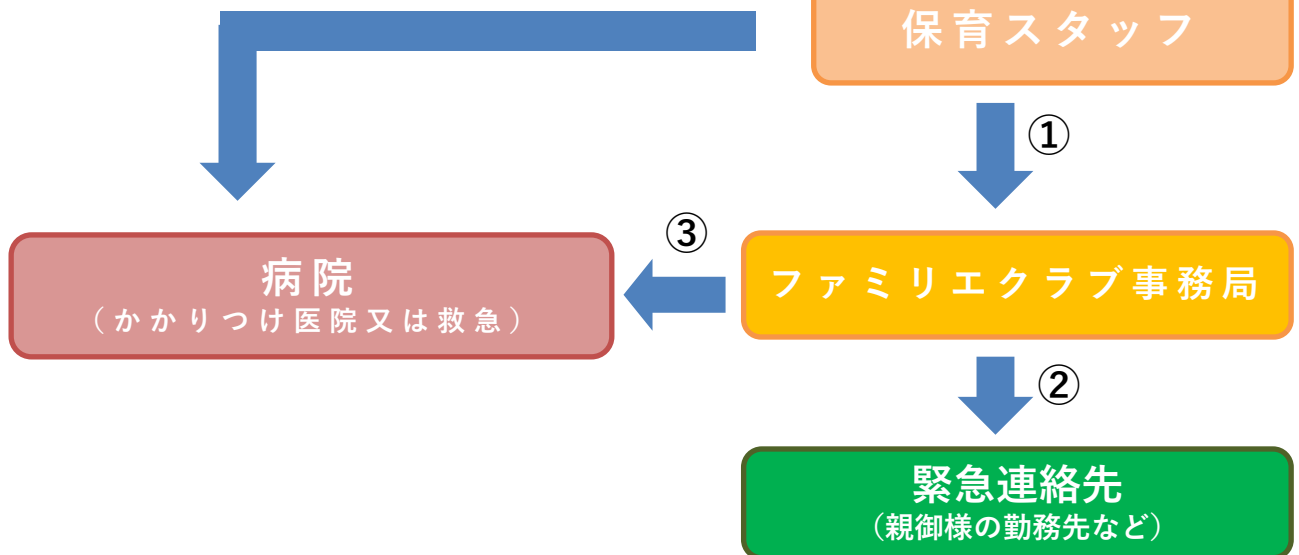 保育スタッフ
①
③
病院
（かかりつけ医院又は救急）
ファミリエクラブ事務局
②
緊急連絡先
（親御様の勤務先など）